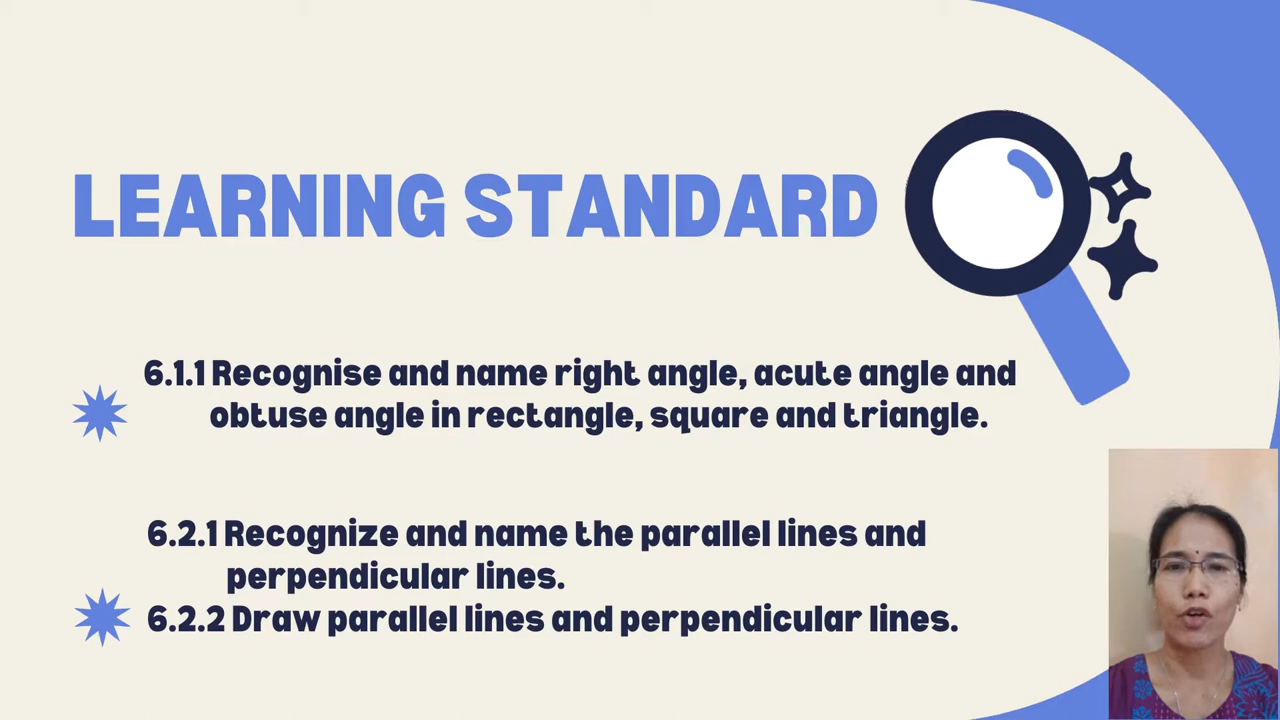 LEARNING STANDARD
6.1.1 Recognise and name right angle, acute angle and
obtuse angle in rectangle, square and triangle.
6.2.1 Recognize and name the parallel lines and
perpendicular lines.
6.2.2 Draw parallel lines and perpendicular lines.